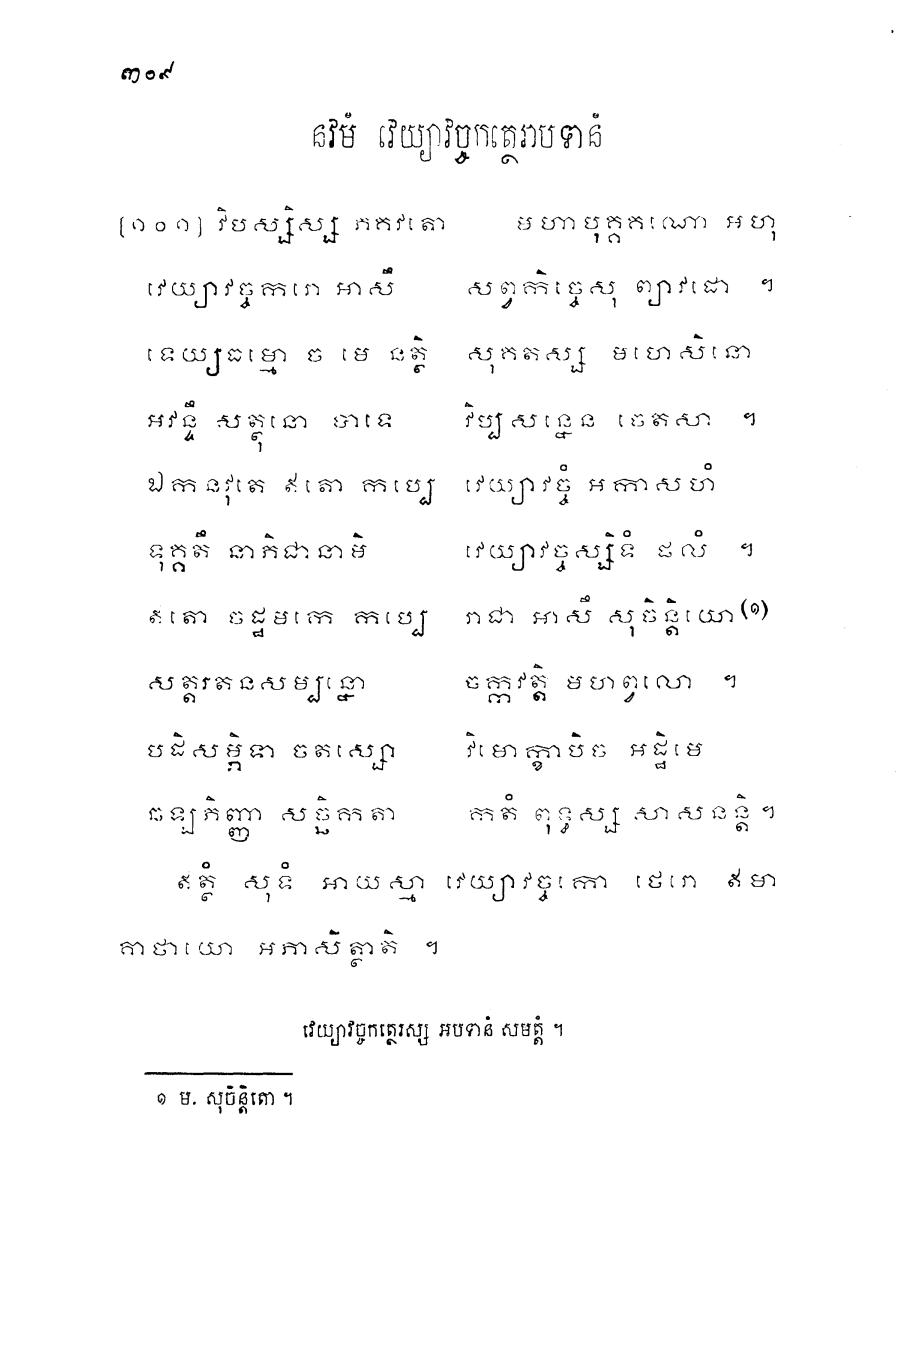 ៣០៩
នវមំ វេយ្យាវច្ចកត្ថេរាបទានំ
[១០១] វិបស្សិស្ស ភគវតោ មហាបុគ្គគណោ អហុ
វេយ្យាវច្ចករោ អាសឹ សព្វកិច្ចេសុ ព្យាវដោ ។
ទេយ្យធម្មោ ច មេ នត្ថិ សុគតស្ស មហេសិនោ
អវន្ទឹ សត្ថុនោ បាទេ វិប្បសន្នេន ចេតសា ។
ឯកនវុតេ ឥតោ កប្បេ វេយ្យាវច្ចំ អកាសហំ
ទុគ្គតឹ នាភិជានាមិ វេយ្យាវច្ចស្សិទំ ផលំ ។
ឥតោ ចដ្ឋមកេ កប្បេ រាជា អាសឹ សុចិន្តិយោ(១)
សត្តរតនសម្បន្នោ ចក្កវត្តិ មហព្វលោ ។
បដិសម្ភិទា ចតស្សោ វិមោក្ខាបិច អដ្ឋិមេ
ឆឡភិញ្ញា សច្ឆិកតា កតំ ពុទ្ធស្ស សាសនន្តិ ។
ឥត្ថំ សុទំ អាយស្មា វេយ្យាវច្ចកោ ថេរោ ឥមា
គាថាយោ អភាសិត្ថាតិ ។
វេយ្យាវច្ចកត្ថេរស្ស អបទានំ សមត្តំ ។
១ ម. សុចិន្តិតោ ។